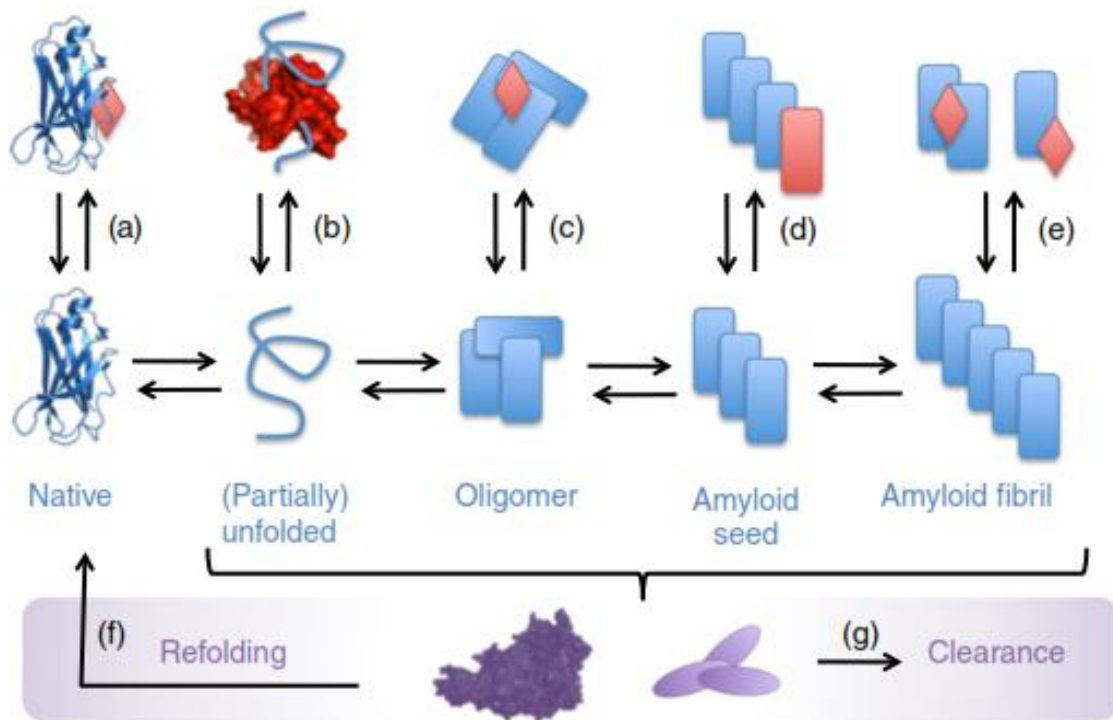 (a)
(b)
(c)
(d)
(e)
Native
(Partially)
unfolded
Oligomer
Amyloid
seed
Amyloid fibril
(f)
Refolding
(g)
Clearance